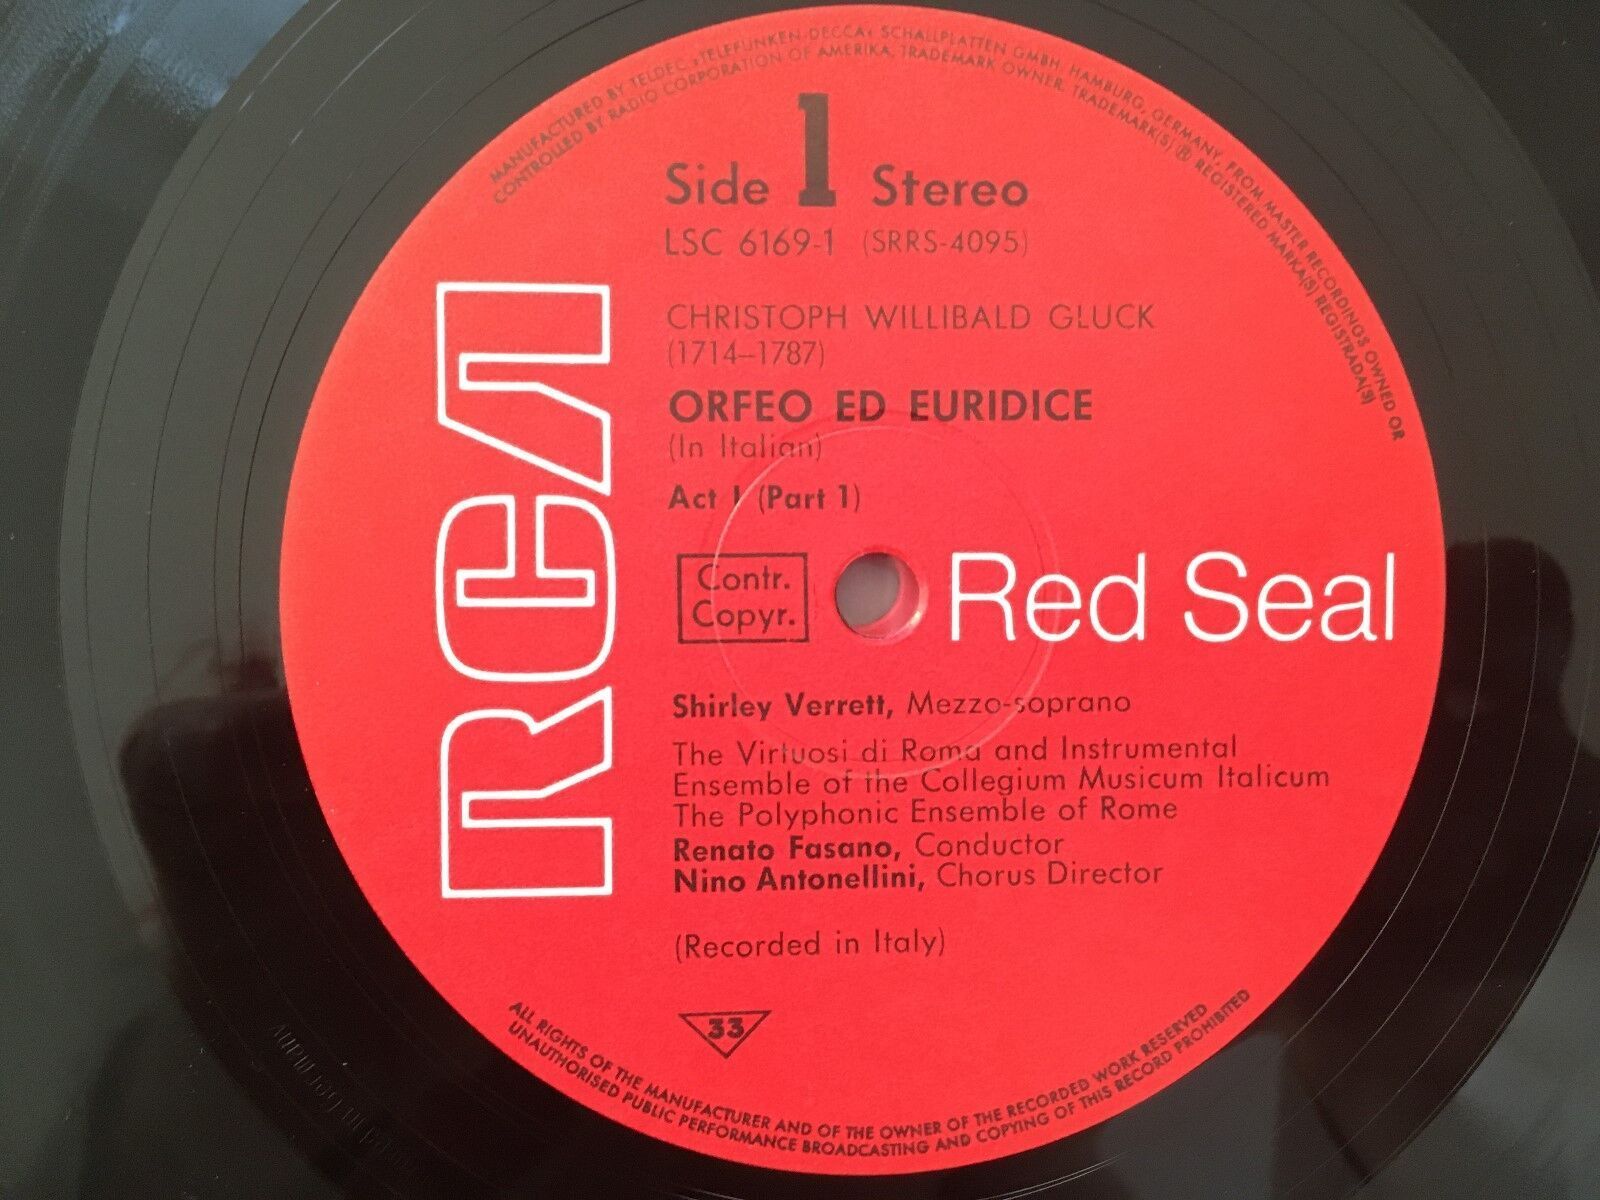 MANUFACTURED BY TELDEC »TELEFUNKEN-DECCA« SCHALLPLATTEN GMBH, HAMBURG, GERMANY, FROM MASTER RECORDINGS OWNED OR
CONTROLLED BY RADIO CORPORATION OF AMERIKA, TRADEMARK OWNER, TRADEMARK(S) ® REGISTERED MARKA(S) REGISTRADA(S)
Side 1 Stereo
LSC 6169-1 (SRRS-4095)
CHRISTOPH WILLIBALD GLUCK
(1714–1787)
ORFEO ED EURIDICE
(In Italian)
Act I (Part 1)
RCA
Contr.
Copyr.
Red Seal
Shirley Verrett, Mezzo-soprano
The Virtuosi di Roma and Instrumental
Ensemble of the Collegium Musicum Italicum
The Polyphonic Ensemble of Rome
Renato Fasano, Conductor
Nino Antonellini, Chorus Director
(Recorded in Italy)
33
ALL RIGHTS OF THE MANUFACTURER AND OF THE OWNER OF THE RECORDED WORK RESERVED
UNAUTHORISED PUBLIC PERFORMANCE BROADCASTING AND COPYING OF THIS RECORD PROHIBITED